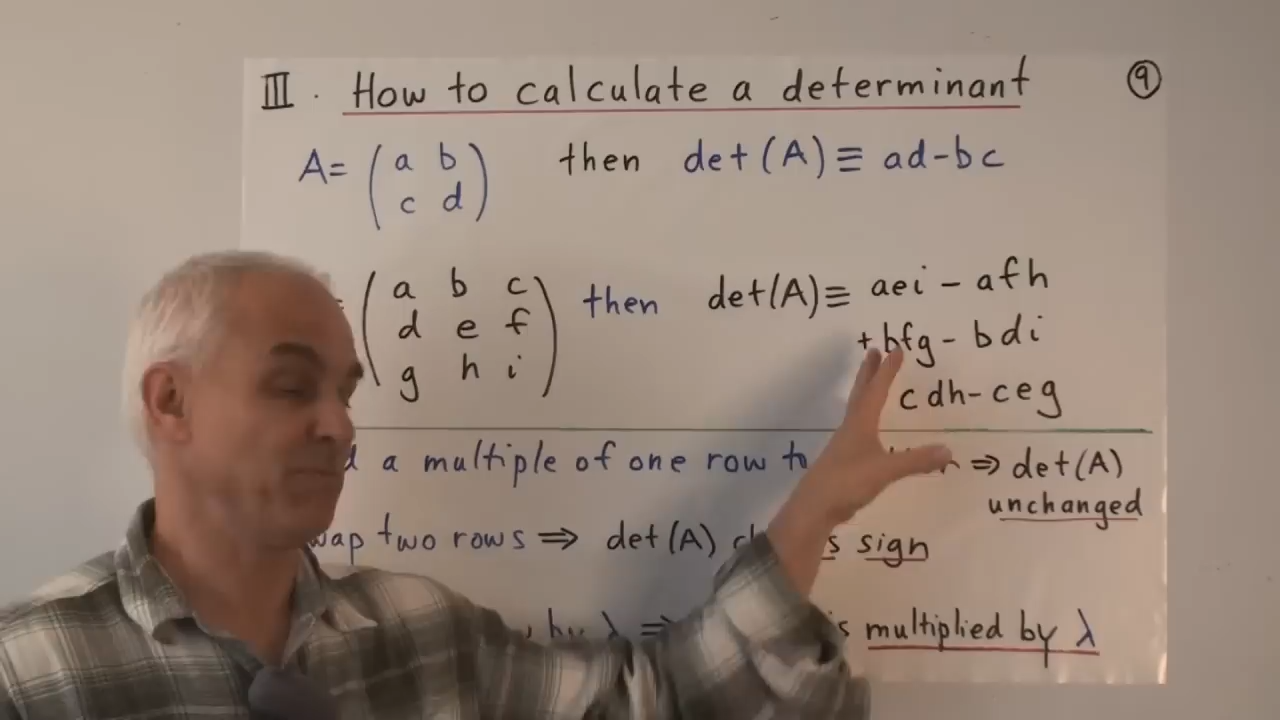 III. How to calculate a determinant ⑨
A= (a b
c d) then det(A) ≡ ad-bc
(a b c
d e f
g h i) then det(A) ≡ aei - afh
+bfg - bdi
cdh - ceg
a multiple of one row to ⇒ det(A)
unchanged
two rows ⇒ det(A) sign
by λ ⇒ multiplied by λ